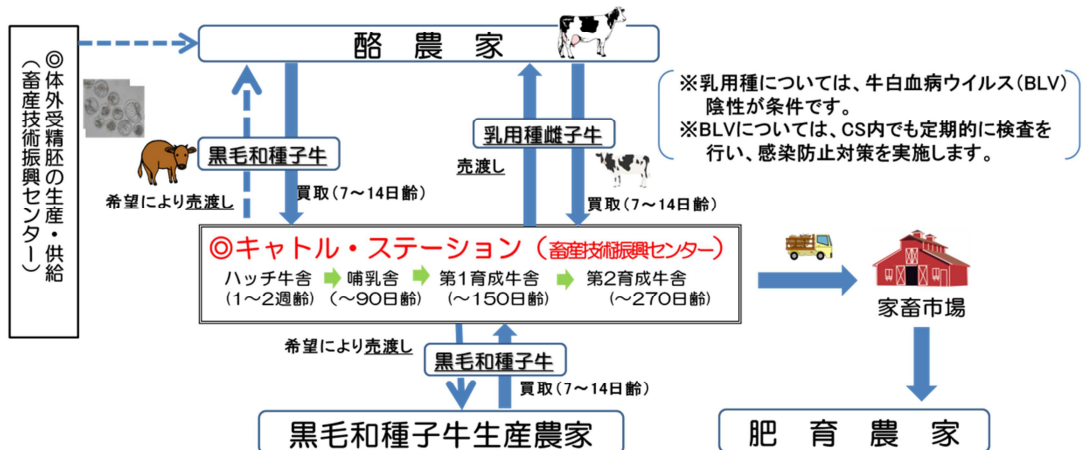 ◎体外受精胚の生産・供給
（畜産技術振興センター）
酪農家
※乳用種については、牛白血病ウイルス(BLV)
陰性が条件です。
※BLVについては、CS内でも定期的に検査を
行い、感染防止対策を実施します。
黒毛和種子牛
希望により売渡し
買取(7～14日齢)
乳用種雌子牛
売渡し
買取(7～14日齢)
◎キャトル・ステーション（畜産技術振興センター）
ハッチ牛舎 哺乳舎 第1育成牛舎 第2育成牛舎
(1～2週齢) (～90日齢) (～150日齢) (～270日齢)
家畜市場
希望により売渡し
黒毛和種子牛
買取(7～14日齢)
黒毛和種子牛生産農家
肥育農家